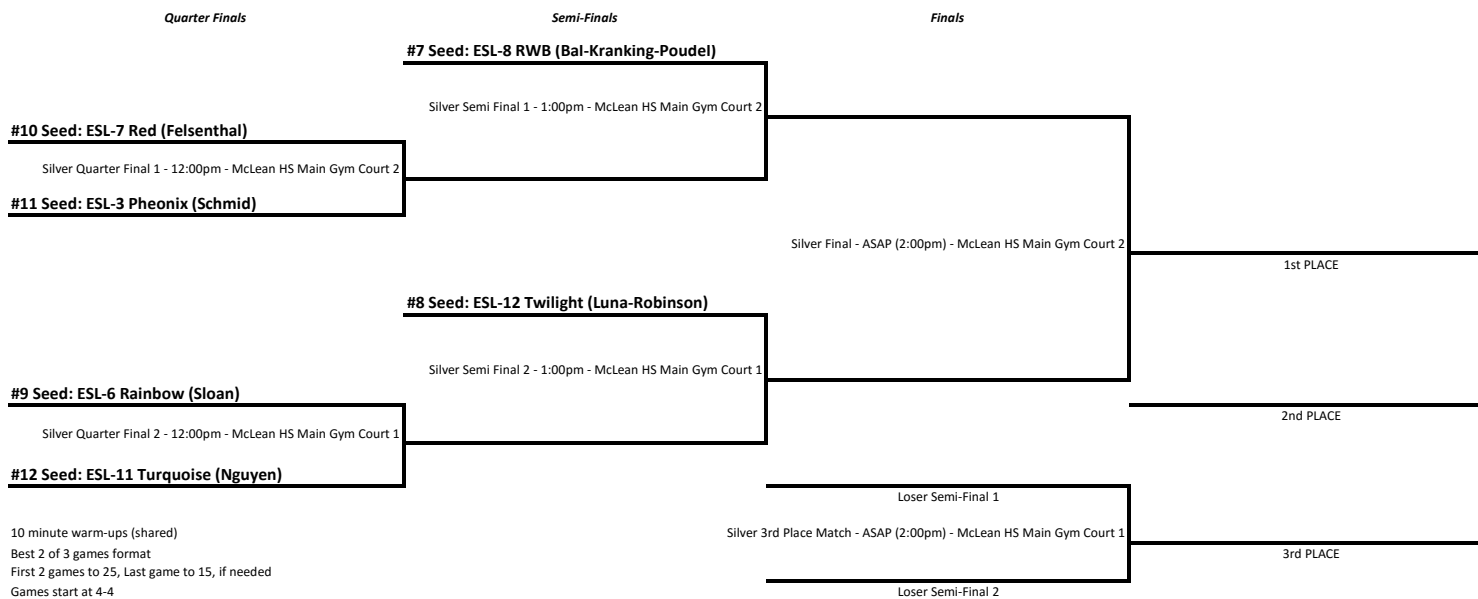 Quarter Finals
Semi-Finals
Finals
#7 Seed: ESL-8 RWB (Bal-Kranking-Poudel)
Silver Semi Final 1 - 1:00pm - McLean HS Main Gym Court 2
#10 Seed: ESL-7 Red (Felsenthal)
Silver Quarter Final 1 - 12:00pm - McLean HS Main Gym Court 2
#11 Seed: ESL-3 Pheonix (Schmid)
Silver Final - ASAP (2:00pm) - McLean HS Main Gym Court 2
1st PLACE
#8 Seed: ESL-12 Twilight (Luna-Robinson)
Silver Semi Final 2 - 1:00pm - McLean HS Main Gym Court 1
#9 Seed: ESL-6 Rainbow (Sloan)
2nd PLACE
Silver Quarter Final 2 - 12:00pm - McLean HS Main Gym Court 1
#12 Seed: ESL-11 Turquoise (Nguyen)
Loser Semi-Final 1
Silver 3rd Place Match - ASAP (2:00pm) - McLean HS Main Gym Court 1
3rd PLACE
Loser Semi-Final 2
10 minute warm-ups (shared)
Best 2 of 3 games format
First 2 games to 25, Last game to 15, if needed
Games start at 4-4